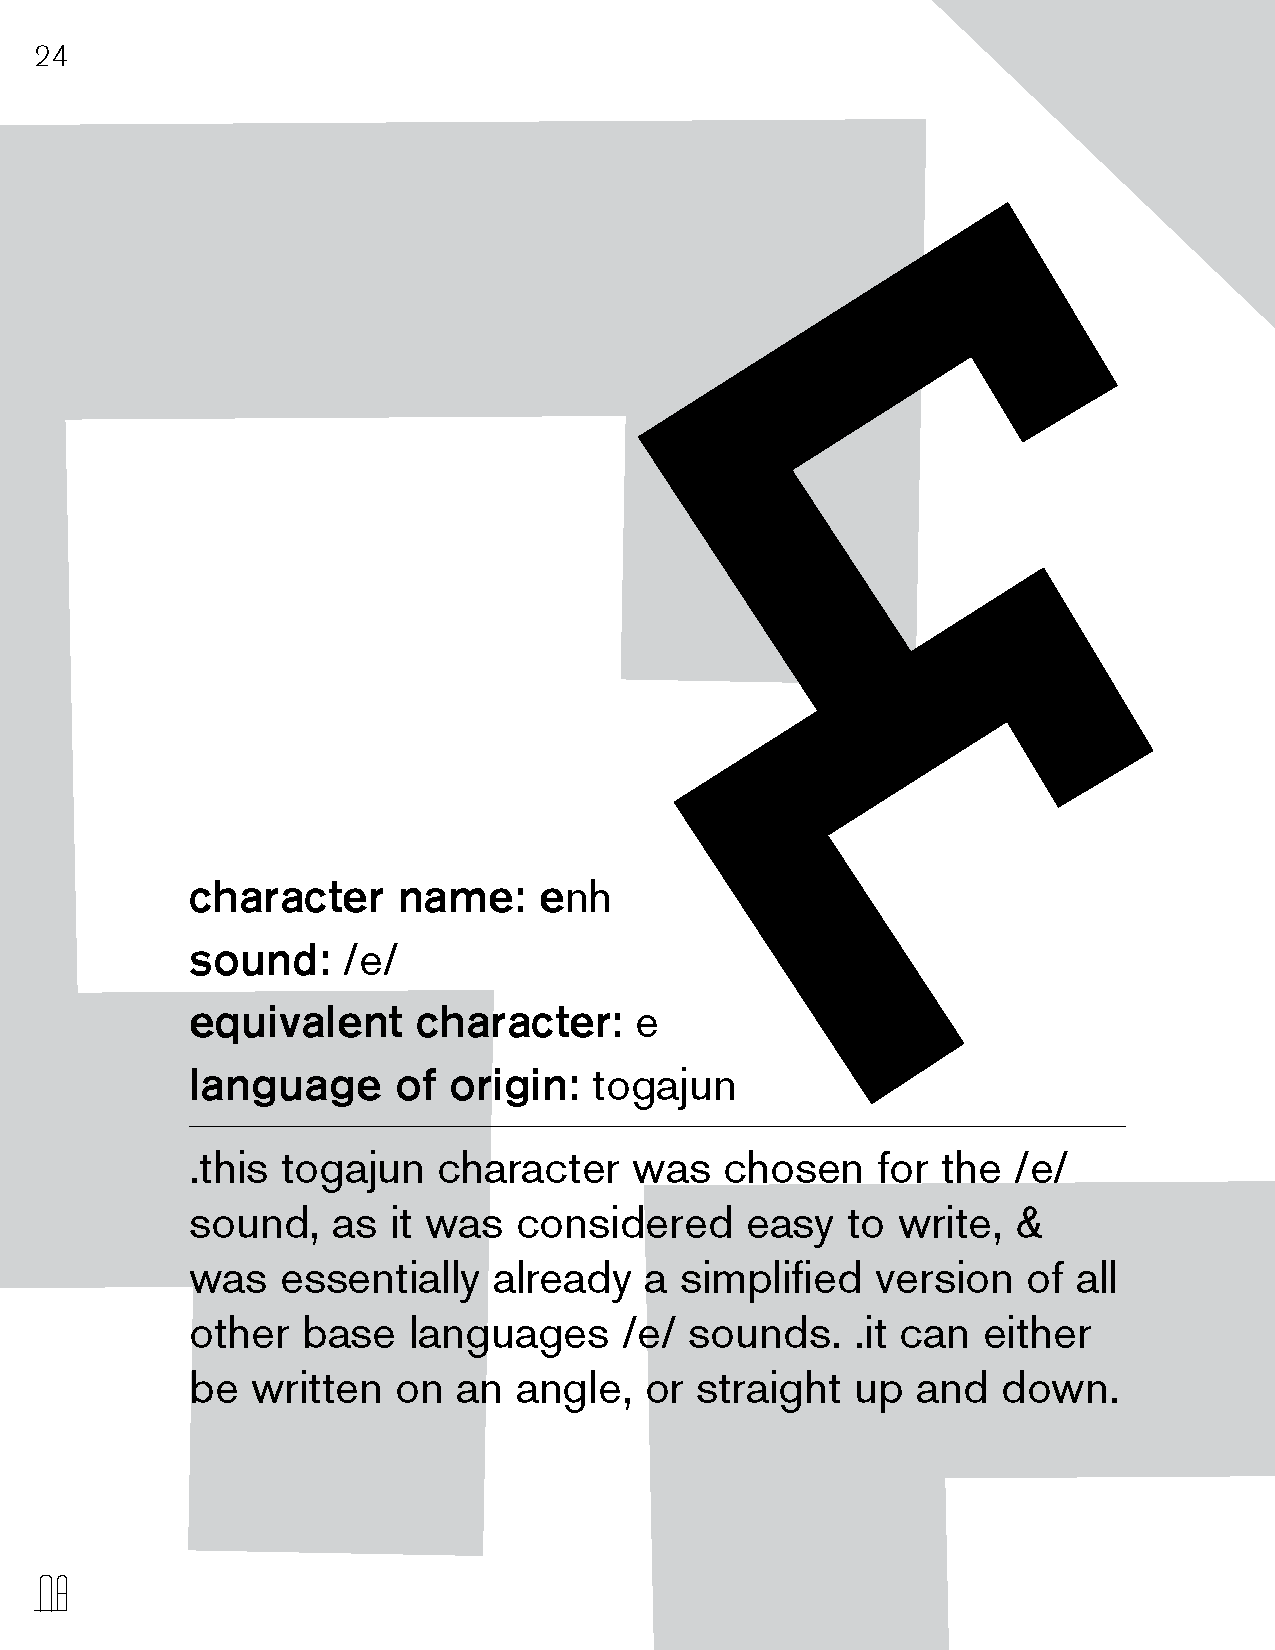 24
character name: enh
sound: /e/
equivalent character: e
language of origin: togajun
.this togajun character was chosen for the /e/
sound, as it was considered easy to write, &
was essentially already a simplified version of all
other base languages /e/ sounds. .it can either
be written on an angle, or straight up and down.